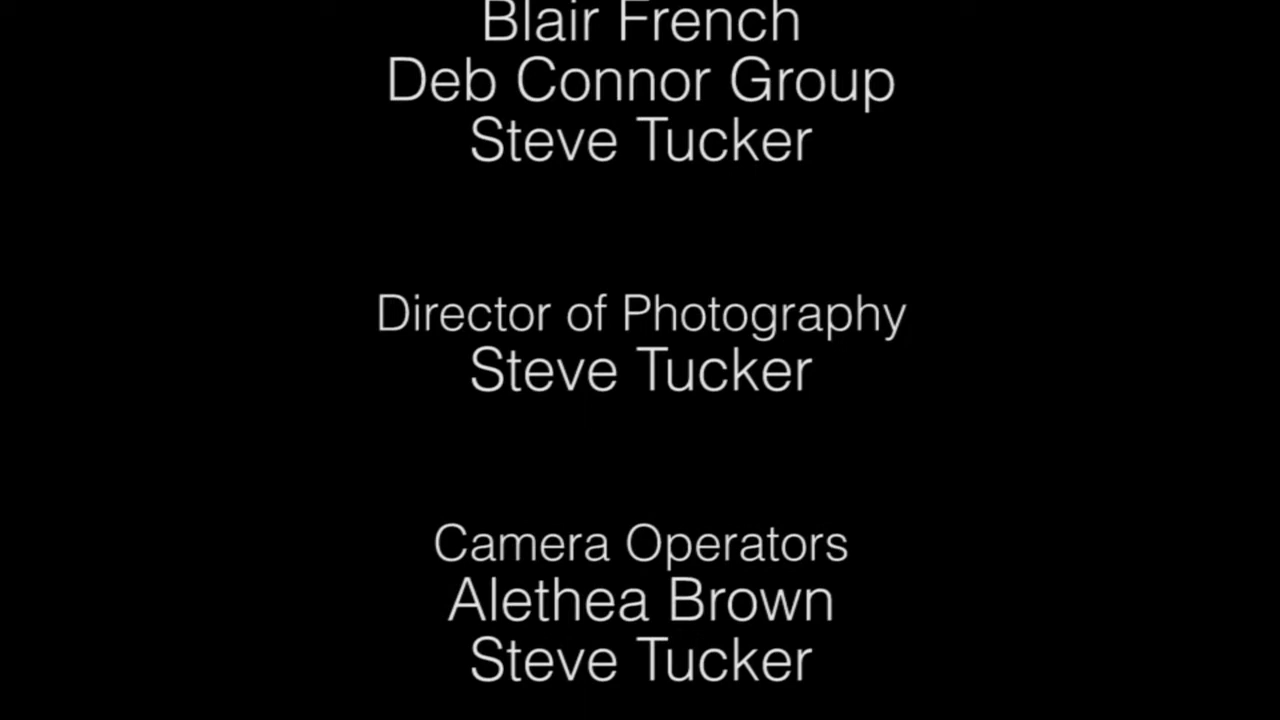 Blair French
Deb Connor Group
Steve Tucker
Director of Photography
Steve Tucker
Camera Operators
Alethea Brown
Steve Tucker